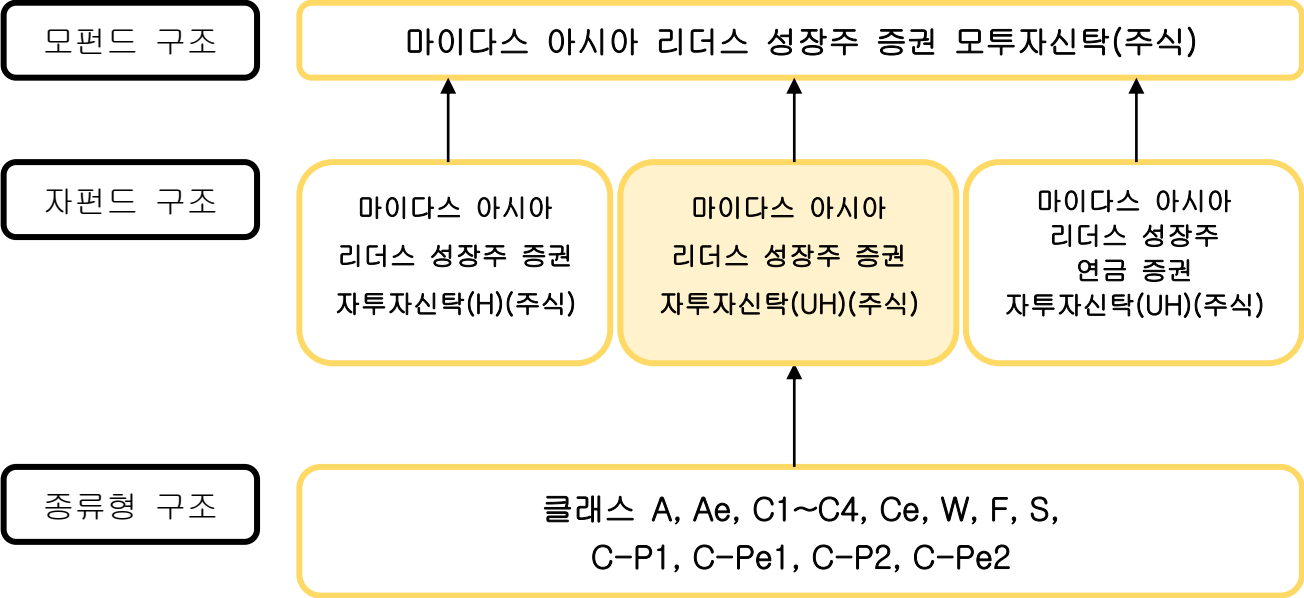 모펀드 구조
마이다스 아시아 리더스 성장주 증권 모투자신탁(주식)
자펀드 구조
마이다스 아시아
리더스 성장주 증권
자투자신탁(H)(주식)
마이다스 아시아
리더스 성장주 증권
자투자신탁(UH)(주식)
마이다스 아시아
리더스 성장주
연금 증권
자투자신탁(UH)(주식)
종류형 구조
클래스 A, Ae, C1~C4, Ce, W, F, S,
C-P1, C-Pe1, C-P2, C-Pe2